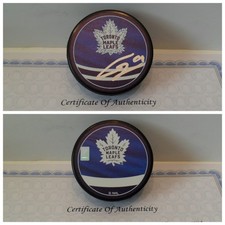 TORONTO
MAPLE
LEAFS
Certificate Of Authenticity
TORONTO
MAPLE
LEAFS
Certificate Of Authenticity